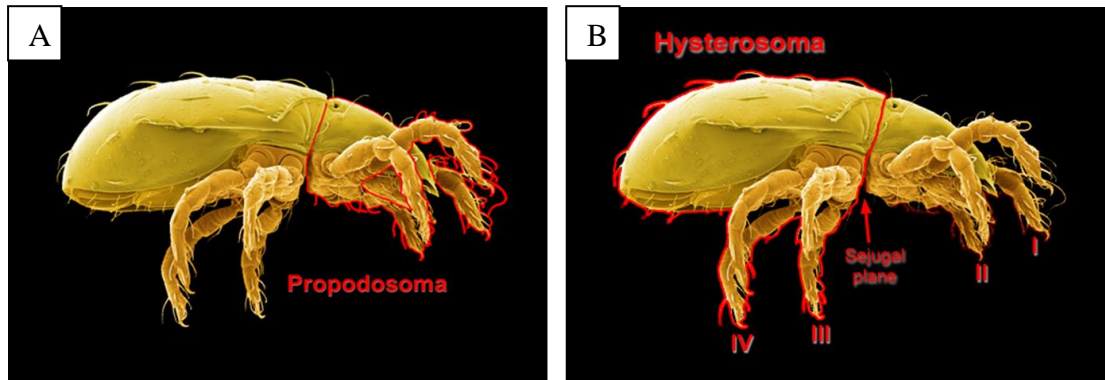 A
Propodosoma
B
Hysterosoma
Sejugal
plane
I
II
III
IV